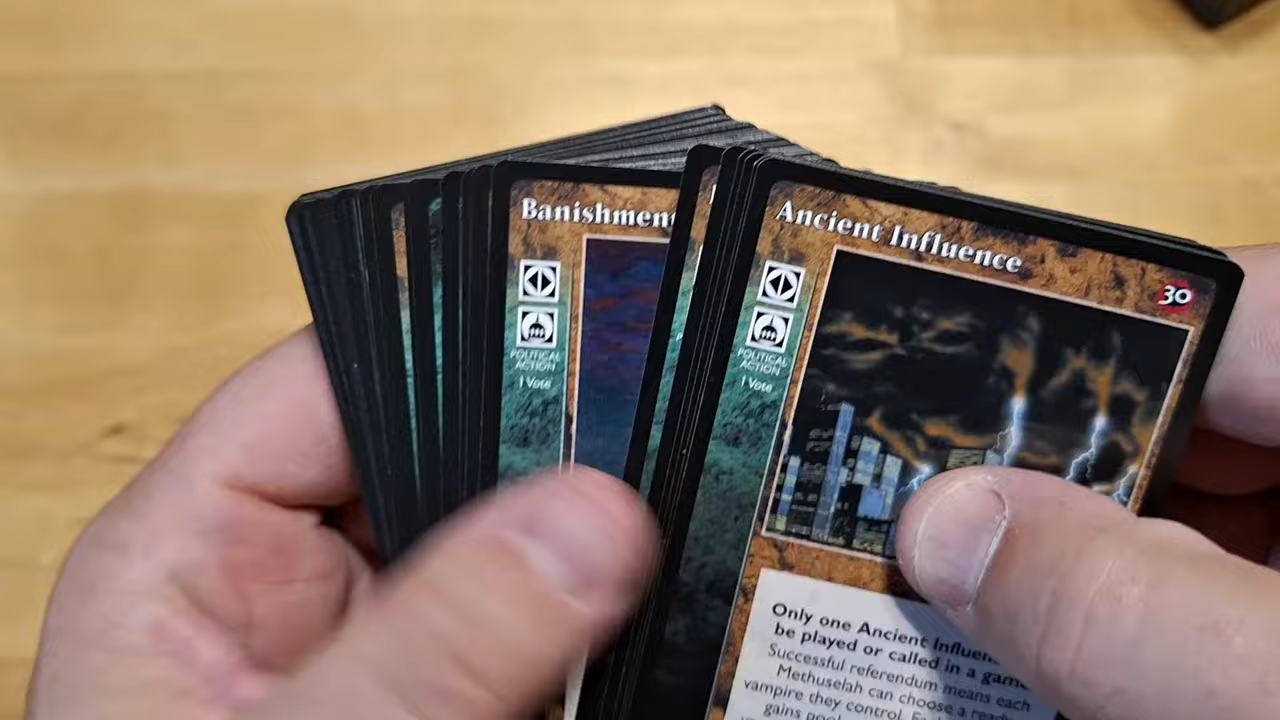 Banishment
POLITICAL
ACTION
1 Vote
Ancient Influence
30
POLITICAL
ACTION
1 Vote
Only one Ancient Influen
be played or called in a game
Successful referendum means each
Methuselah can choose a ready
vampire they control.
gains pool